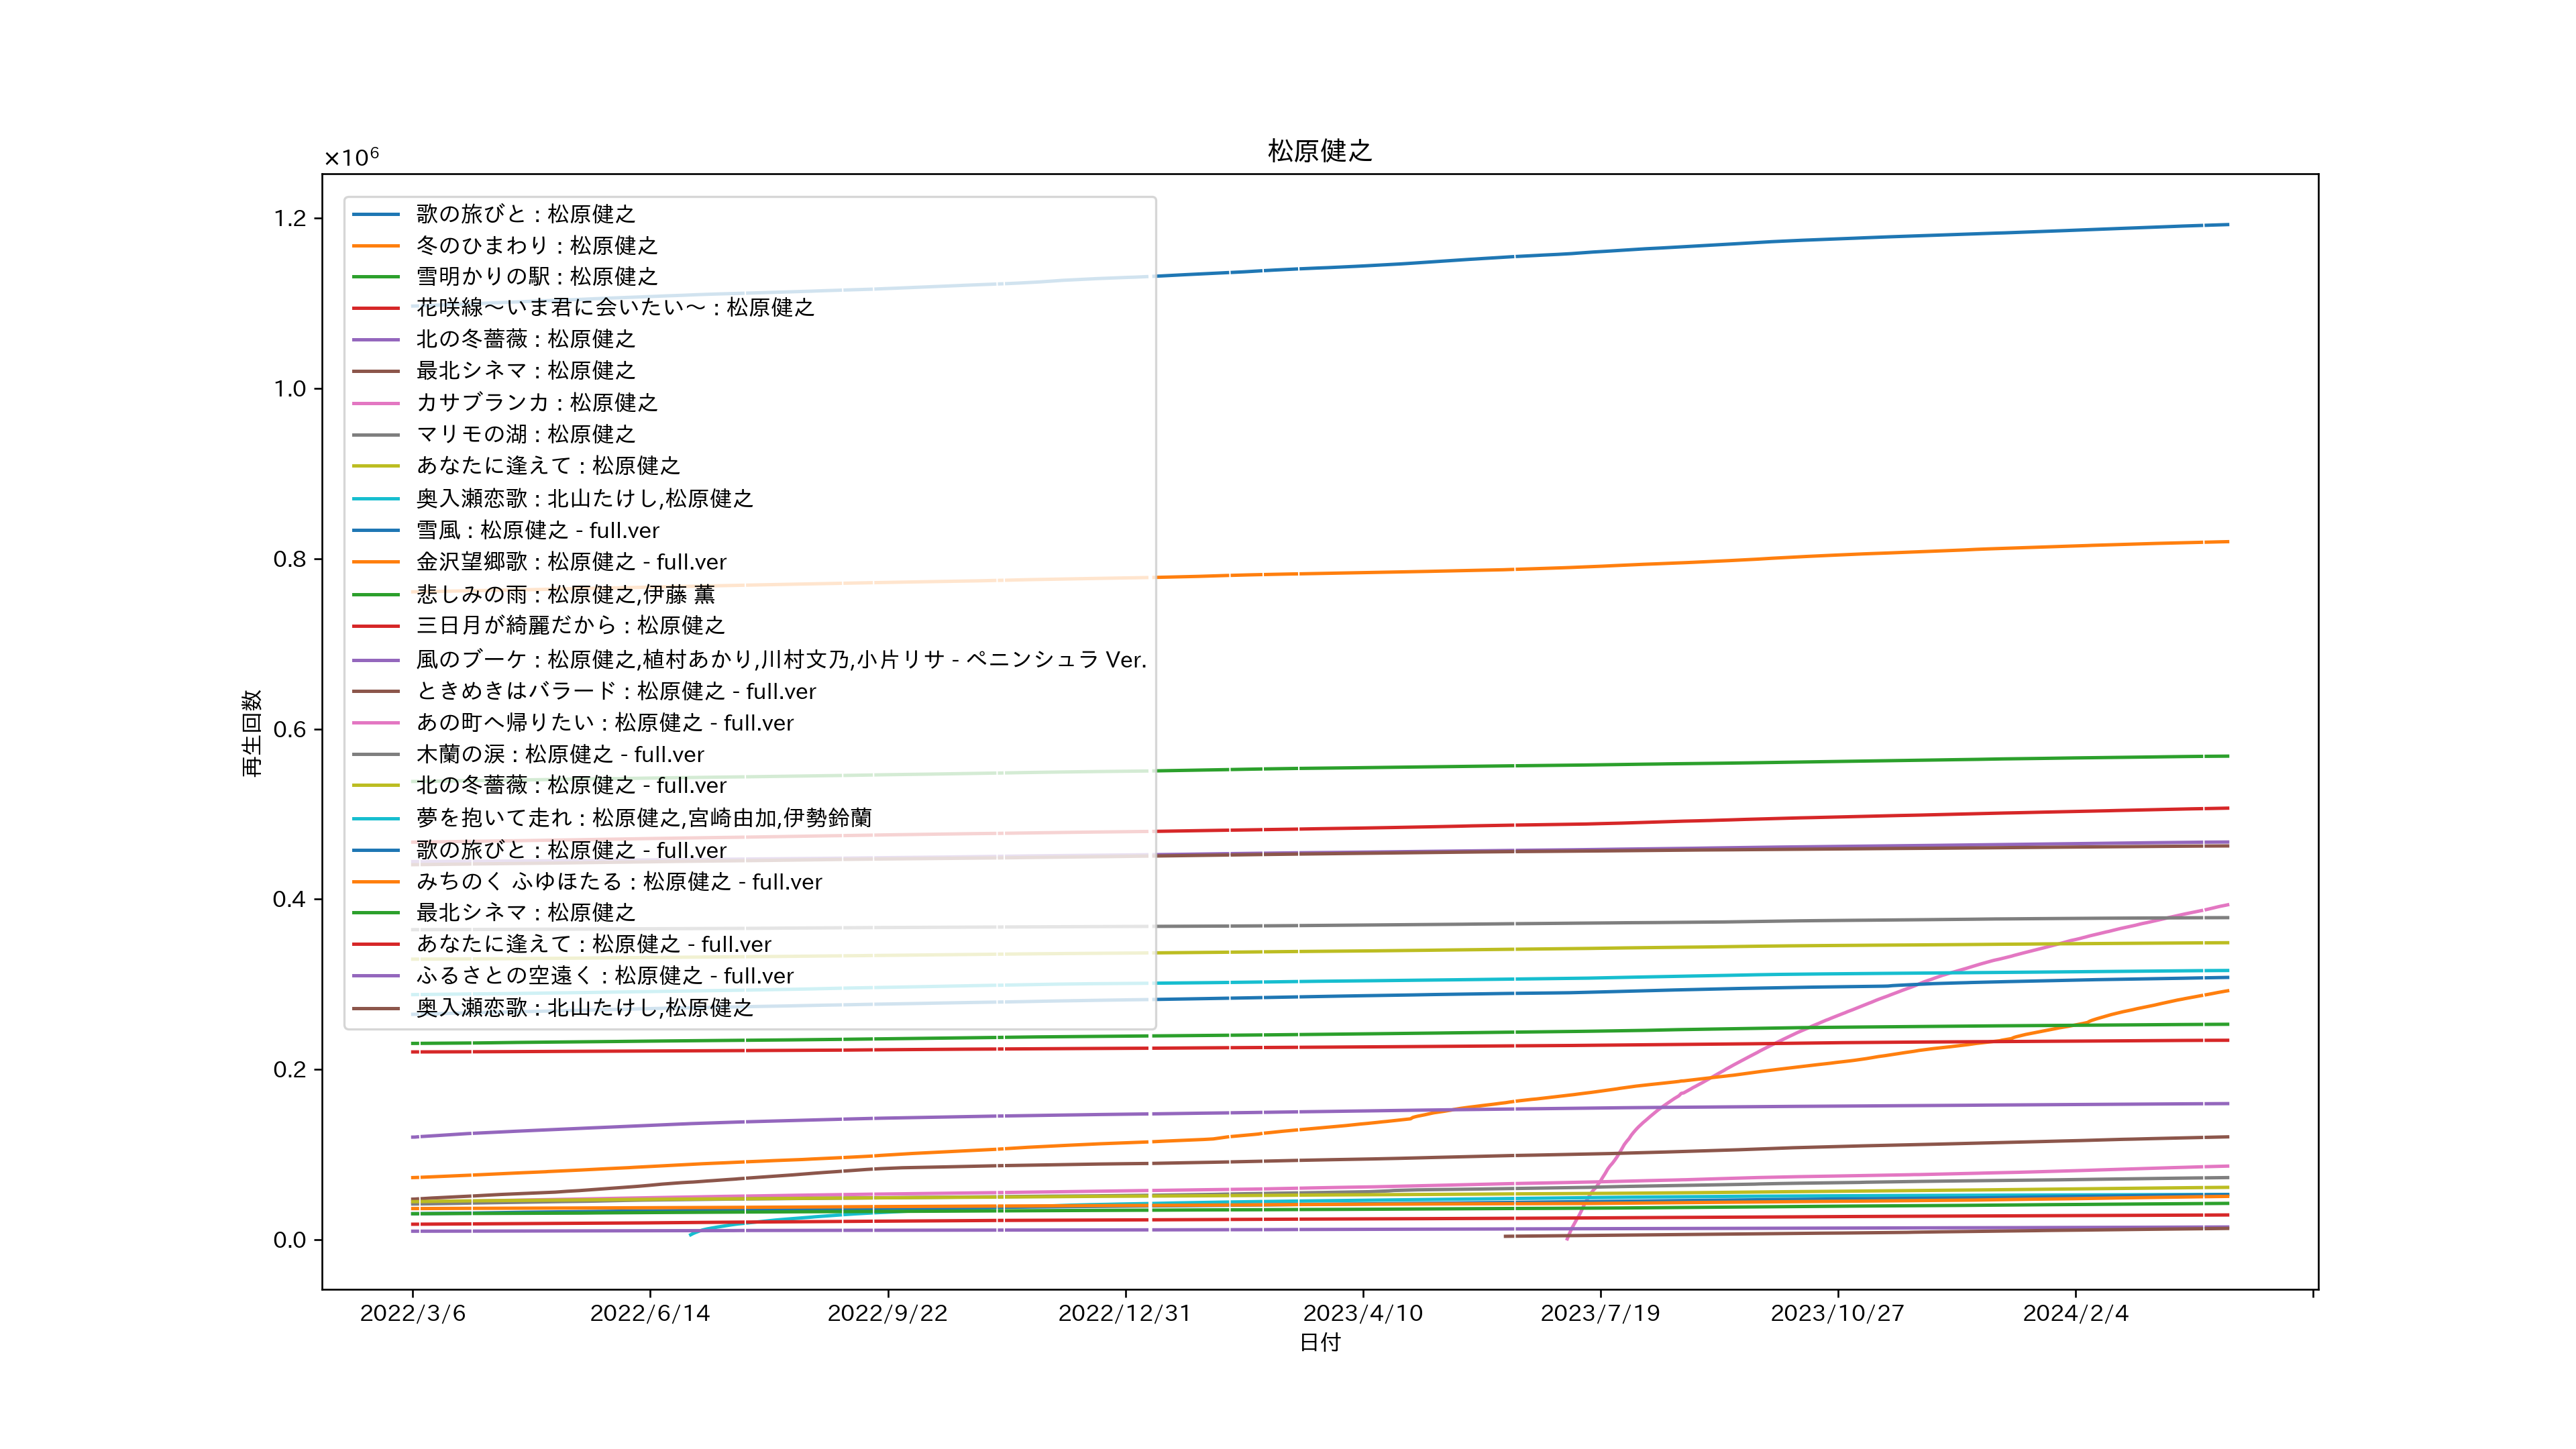 松原健之
×10⁶
1.2
1.0
0.8
0.6
0.4
0.2
0.0
再生回数
歌の旅びと : 松原健之
冬のひまわり : 松原健之
雪明かりの駅 : 松原健之
花咲線～いま君に会いたい～ : 松原健之
北の冬薔薇 : 松原健之
最北シネマ : 松原健之
カサブランカ : 松原健之
マリモの湖 : 松原健之
あなたに逢えて : 松原健之
奥入瀬恋歌 : 北山たけし,松原健之
雪風 : 松原健之 - full.ver
金沢望郷歌 : 松原健之 - full.ver
悲しみの雨 : 松原健之,伊藤 薫
三日月が綺麗だから : 松原健之
風のブーケ : 松原健之,植村あかり,川村文乃,小片リサ - ペニンシュラ Ver.
ときめきはバラード : 松原健之 - full.ver
あの町へ帰りたい : 松原健之 - full.ver
木蘭の涙 : 松原健之 - full.ver
北の冬薔薇 : 松原健之 - full.ver
夢を抱いて走れ : 松原健之,宮崎由加,伊勢鈴蘭
歌の旅びと : 松原健之 - full.ver
みちのく ふゆほたる : 松原健之 - full.ver
最北シネマ : 松原健之
あなたに逢えて : 松原健之 - full.ver
ふるさとの空遠く : 松原健之 - full.ver
奥入瀬恋歌 : 北山たけし,松原健之
2022/3/6
2022/6/14
2022/9/22
2022/12/31
2023/4/10
2023/7/19
2023/10/27
2024/2/4
日付